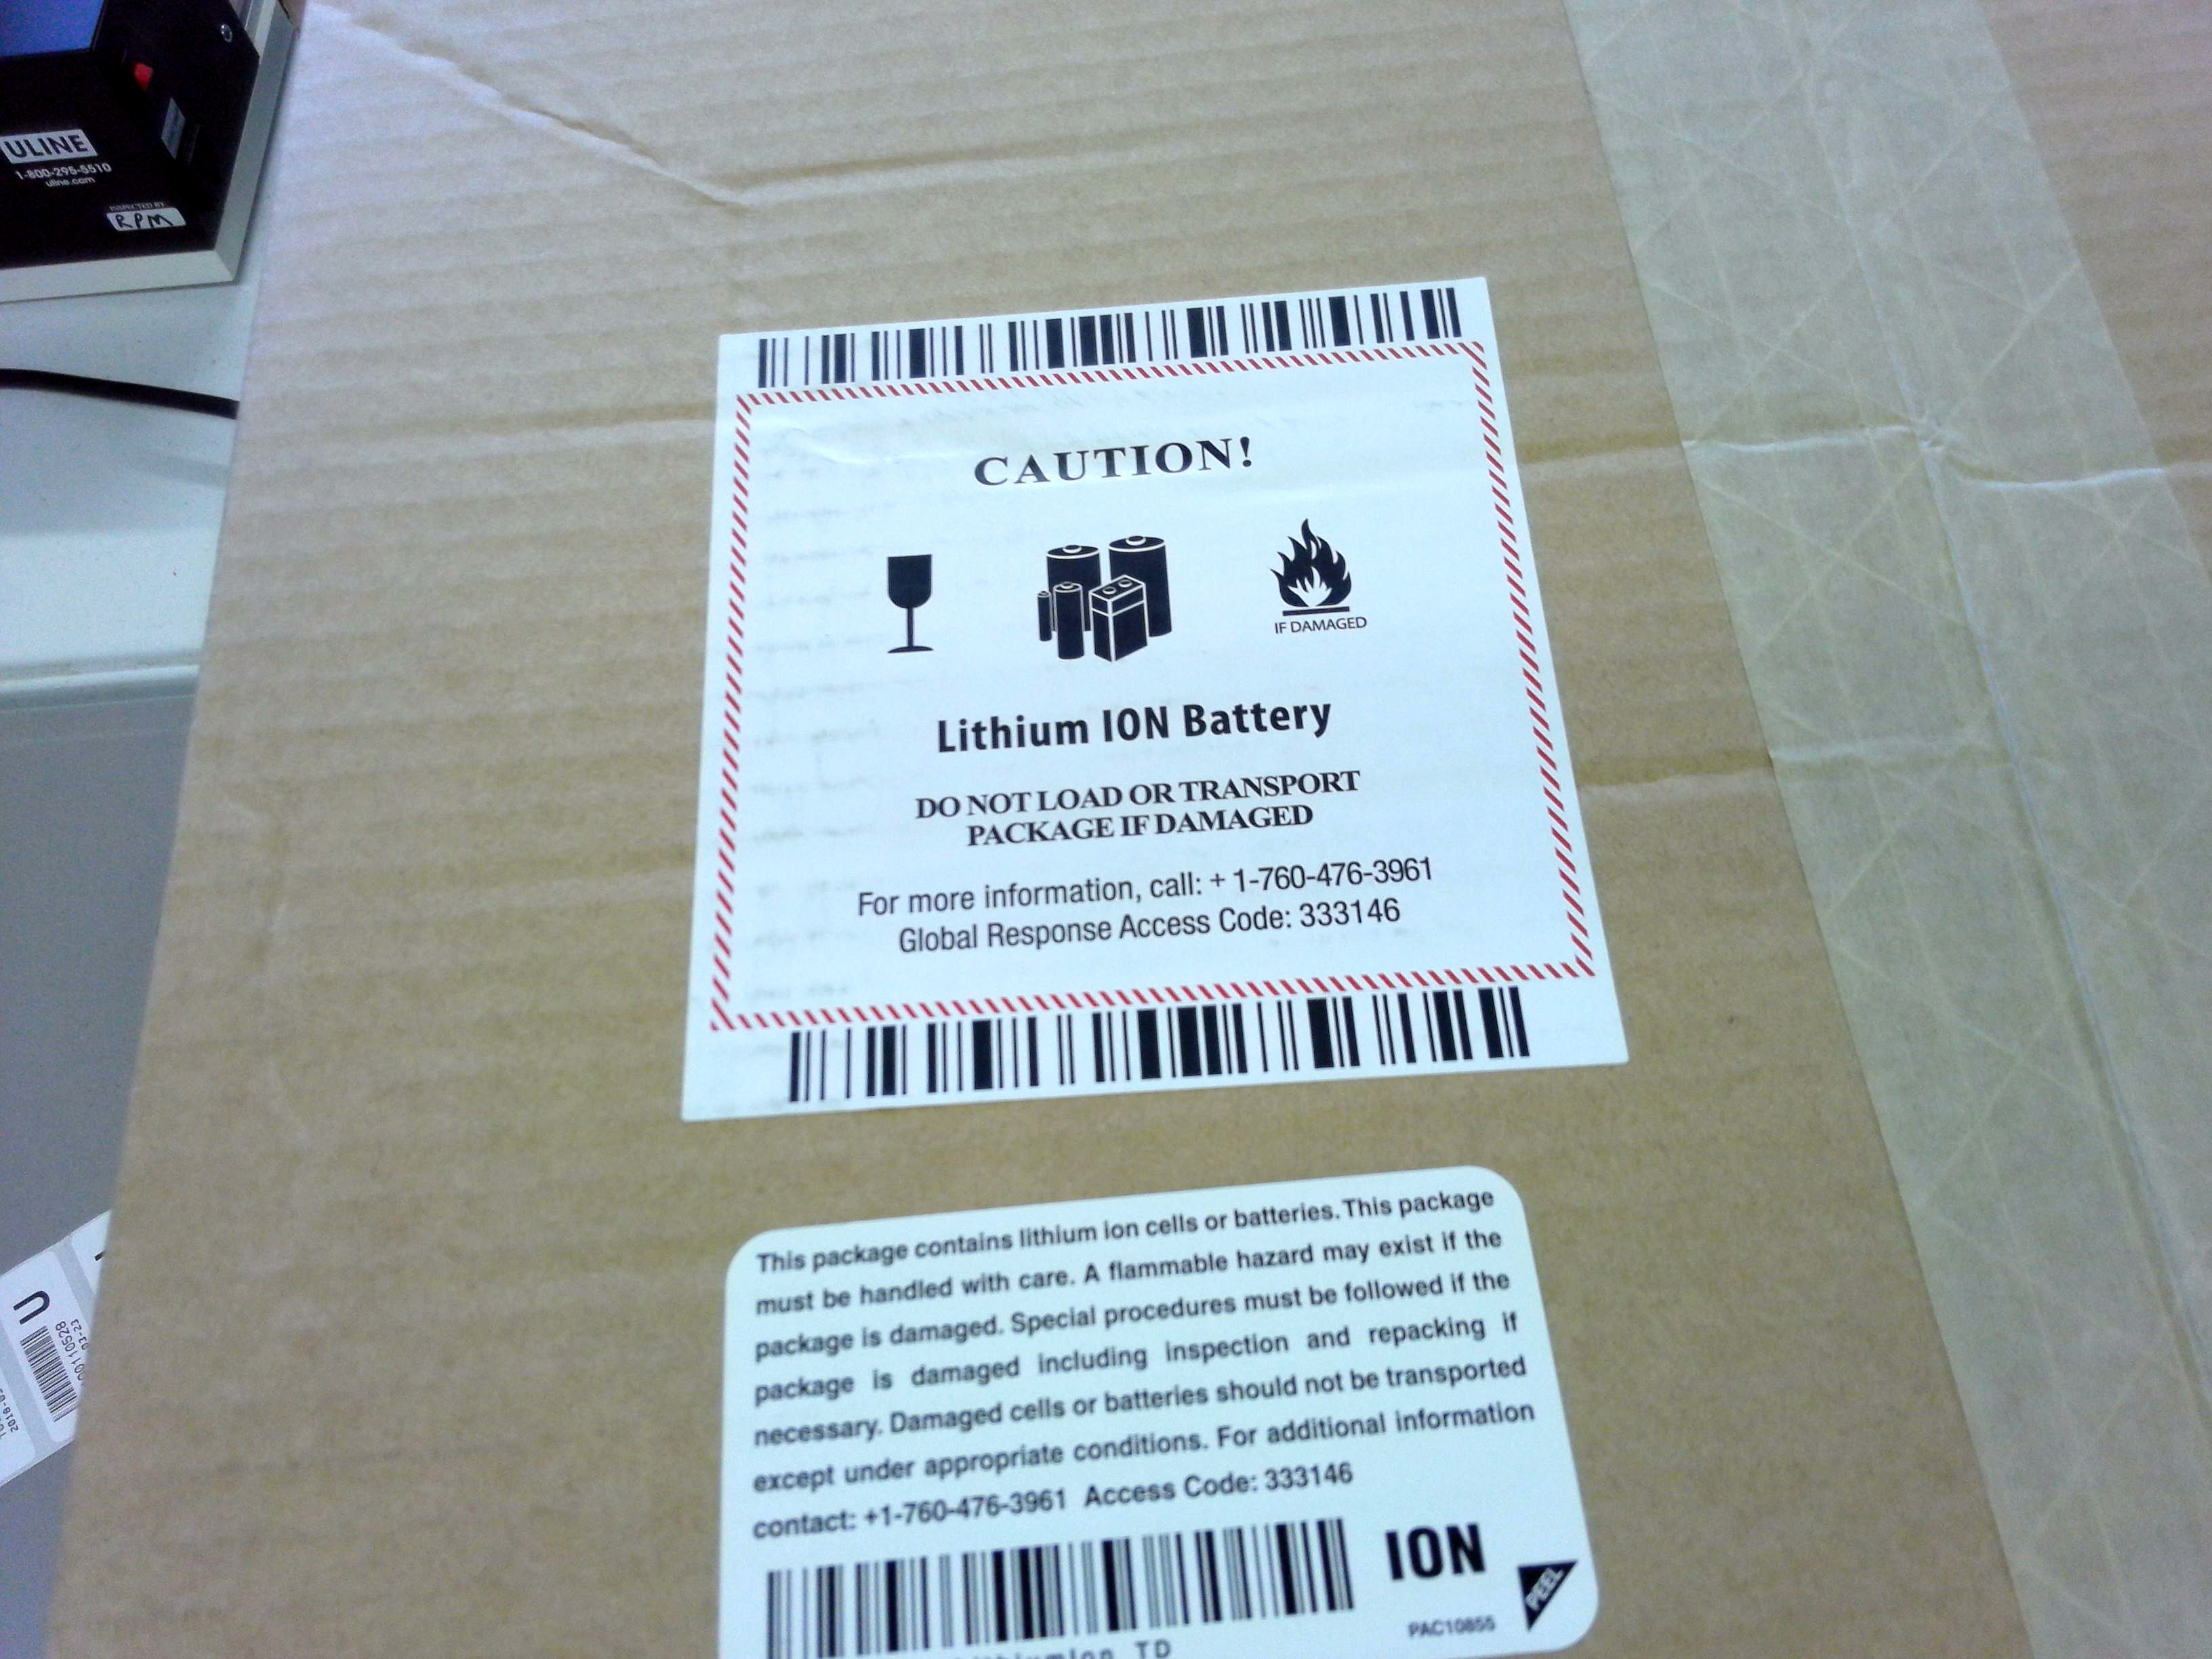 ULINE
1-800-295-5510
uline.com
INSPECTED BY:
RPM
CAUTION!
IF DAMAGED
Lithium ION Battery
DO NOT LOAD OR TRANSPORT
PACKAGE IF DAMAGED
For more information, call: + 1-760-476-3961
Global Response Access Code: 333146
This package contains lithium ion cells or batteries. This package
must be handled with care. A flammable hazard may exist if the
package is damaged. Special procedures must be followed if the
package is damaged including inspection and repacking if
necessary. Damaged cells or batteries should not be transported
except under appropriate conditions. For additional information
contact: +1-760-476-3961 Access Code: 333146
ION
PEEL
PAC10855
TD
U